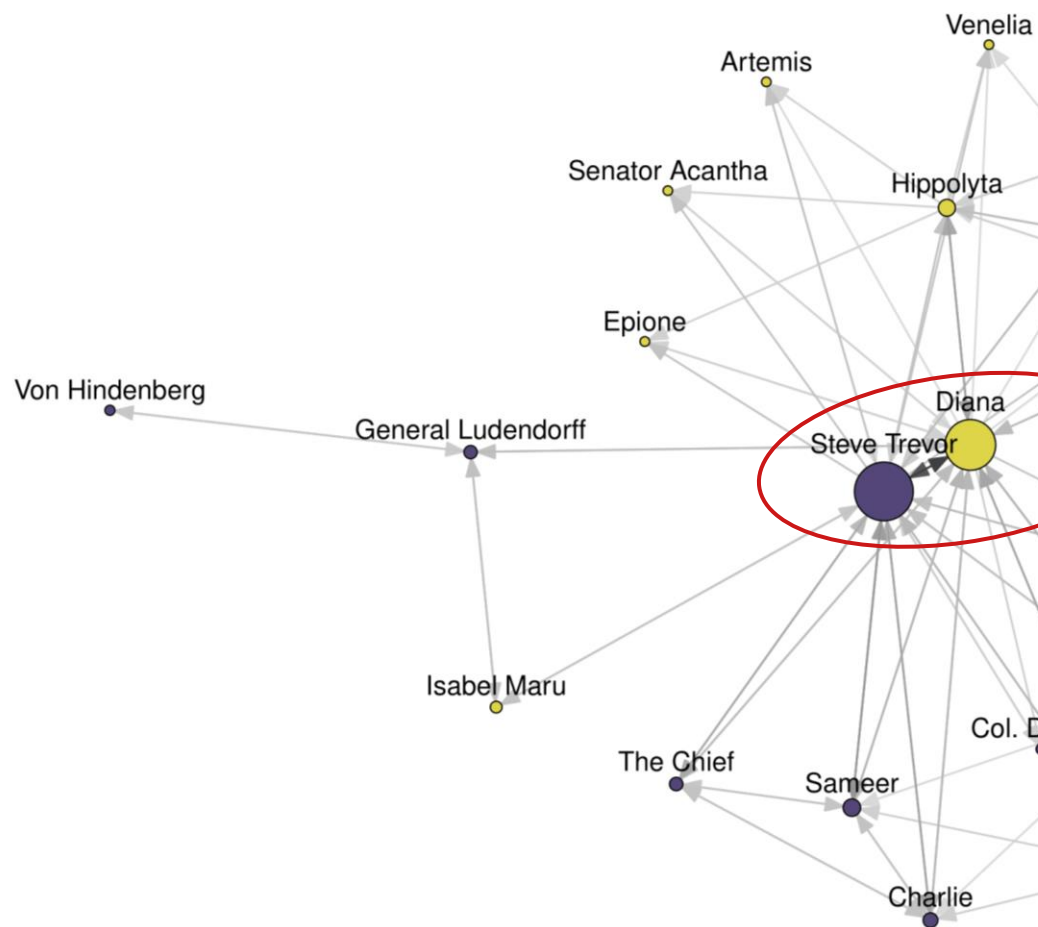 Venelia
Artemis
Senator Acantha
Hippolyta
Epione
Von Hindenberg
Diana
General Ludendorff
Steve Trevor
Isabel Maru
Col. D
The Chief
Sameer
Charlie